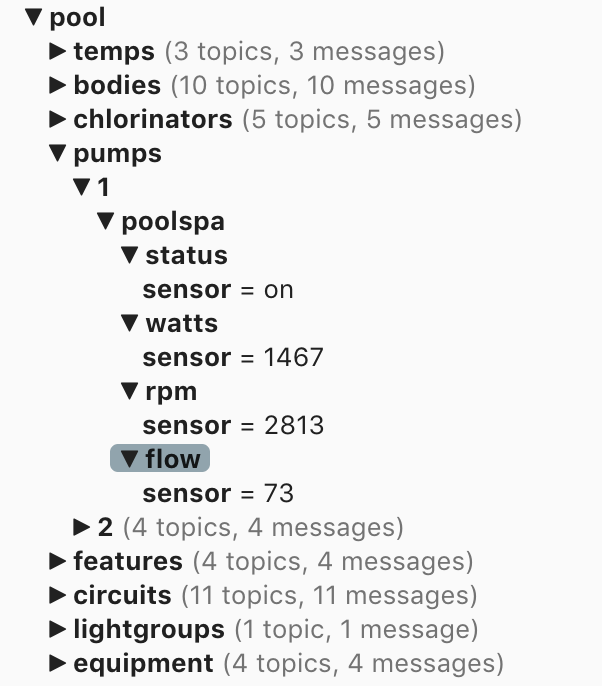 pool
temps (3 topics, 3 messages)
bodies (10 topics, 10 messages)
chlorinators (5 topics, 5 messages)
pumps
1
poolspa
status
sensor = on
watts
sensor = 1467
rpm
sensor = 2813
flow
sensor = 73
2 (4 topics, 4 messages)
features (4 topics, 4 messages)
circuits (11 topics, 11 messages)
lightgroups (1 topic, 1 message)
equipment (4 topics, 4 messages)